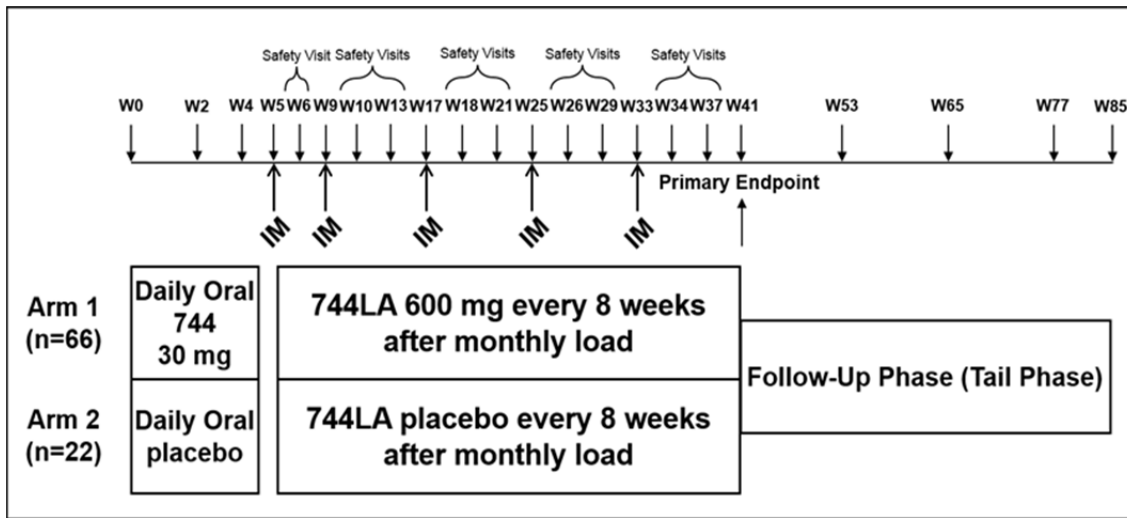 Safety Visit Safety Visits Safety Visits Safety Visits Safety Visits
W0 W2 W4 W5 W6 W9 W10 W13 W17 W18 W21 W25 W26 W29 W33 W34 W37 W41 W53 W65 W77 W85
Primary Endpoint
IM IM IM IM IM
Arm 1
(n=66)
Daily Oral
744
30 mg
744LA 600 mg every 8 weeks
after monthly load
Follow-Up Phase (Tail Phase)
Arm 2
(n=22)
Daily Oral
placebo
744LA placebo every 8 weeks
after monthly load